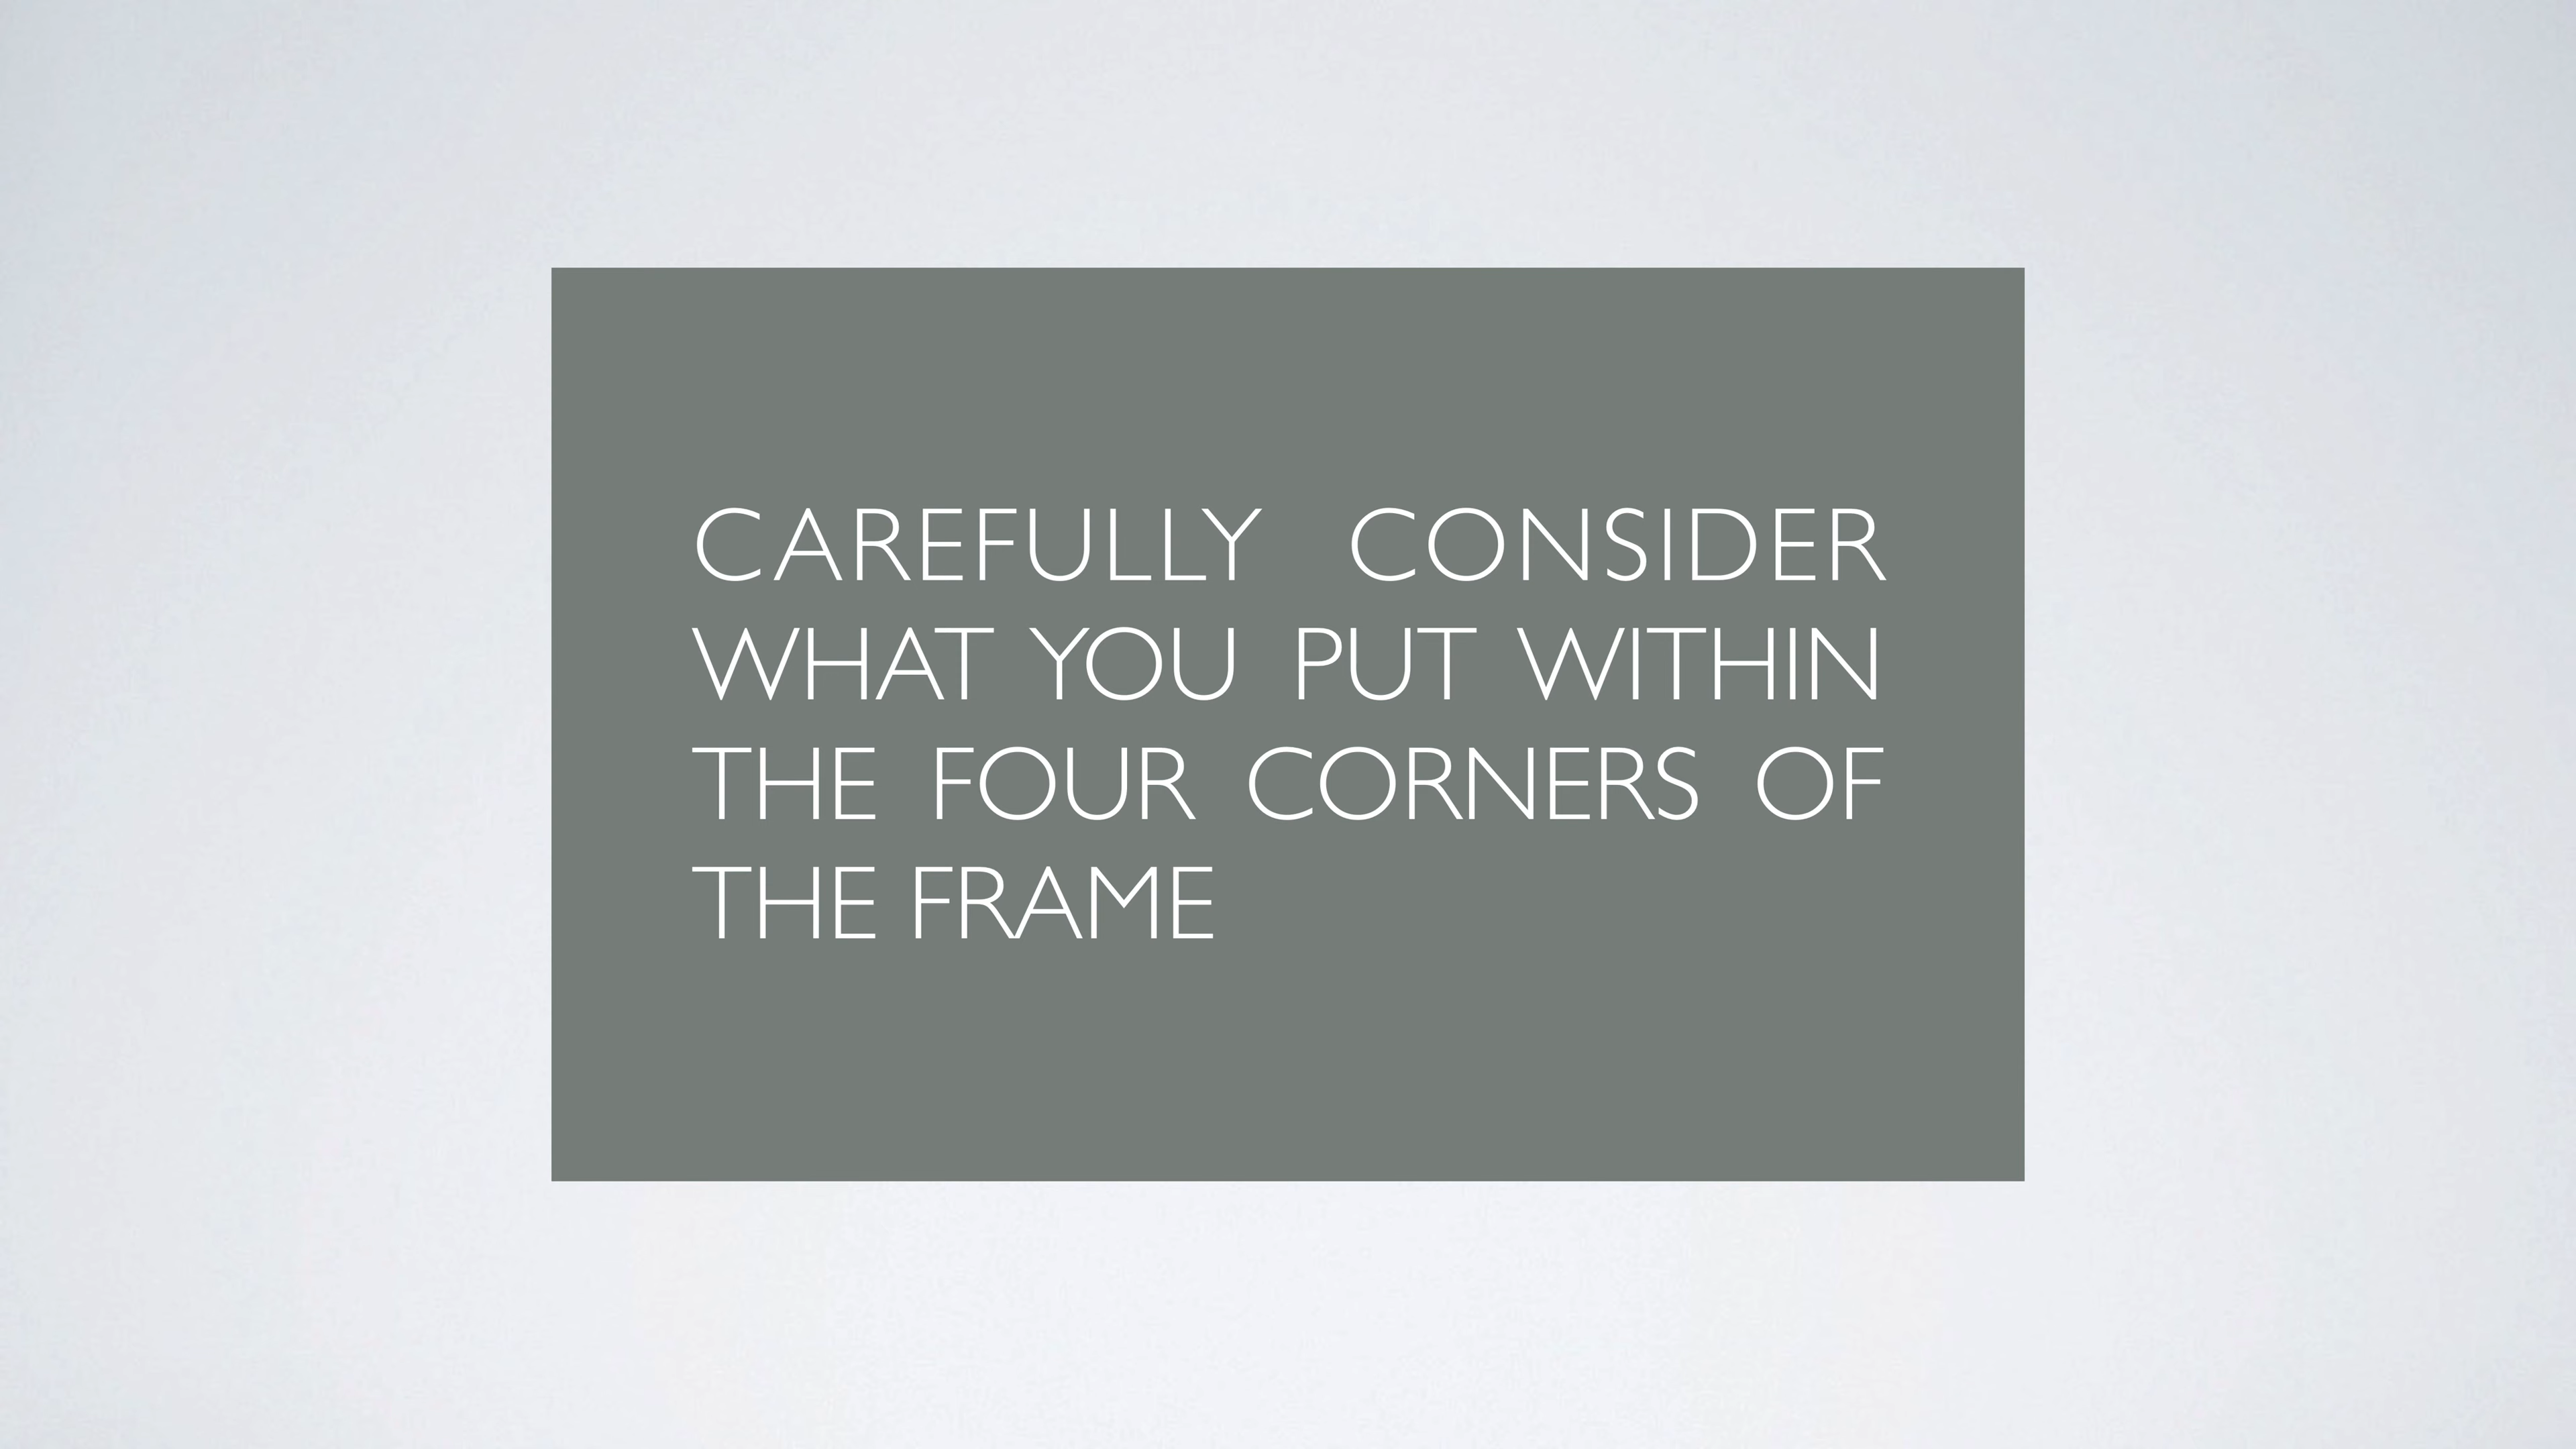 CAREFULLY CONSIDER
WHAT YOU PUT WITHIN
THE FOUR CORNERS OF
THE FRAME